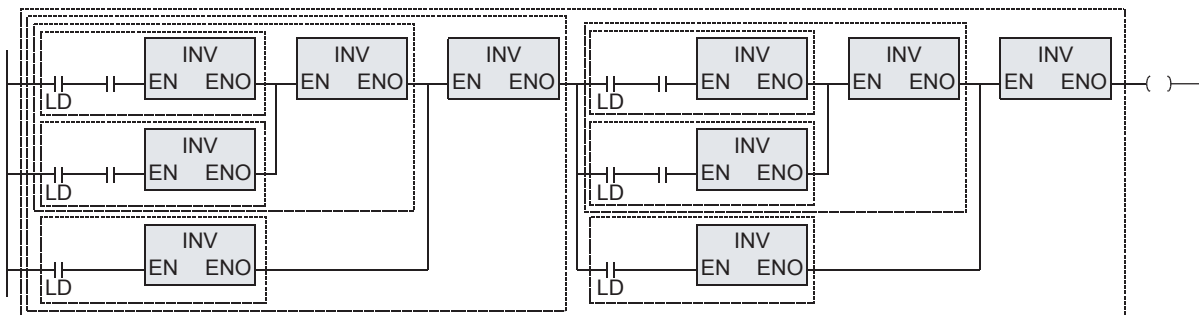 INV INV INV INV INV INV
EN ENO EN ENO EN ENO EN ENO EN ENO EN ENO
LD LD
INV INV
EN ENO EN ENO
LD LD
INV INV
EN ENO EN ENO
LD LD